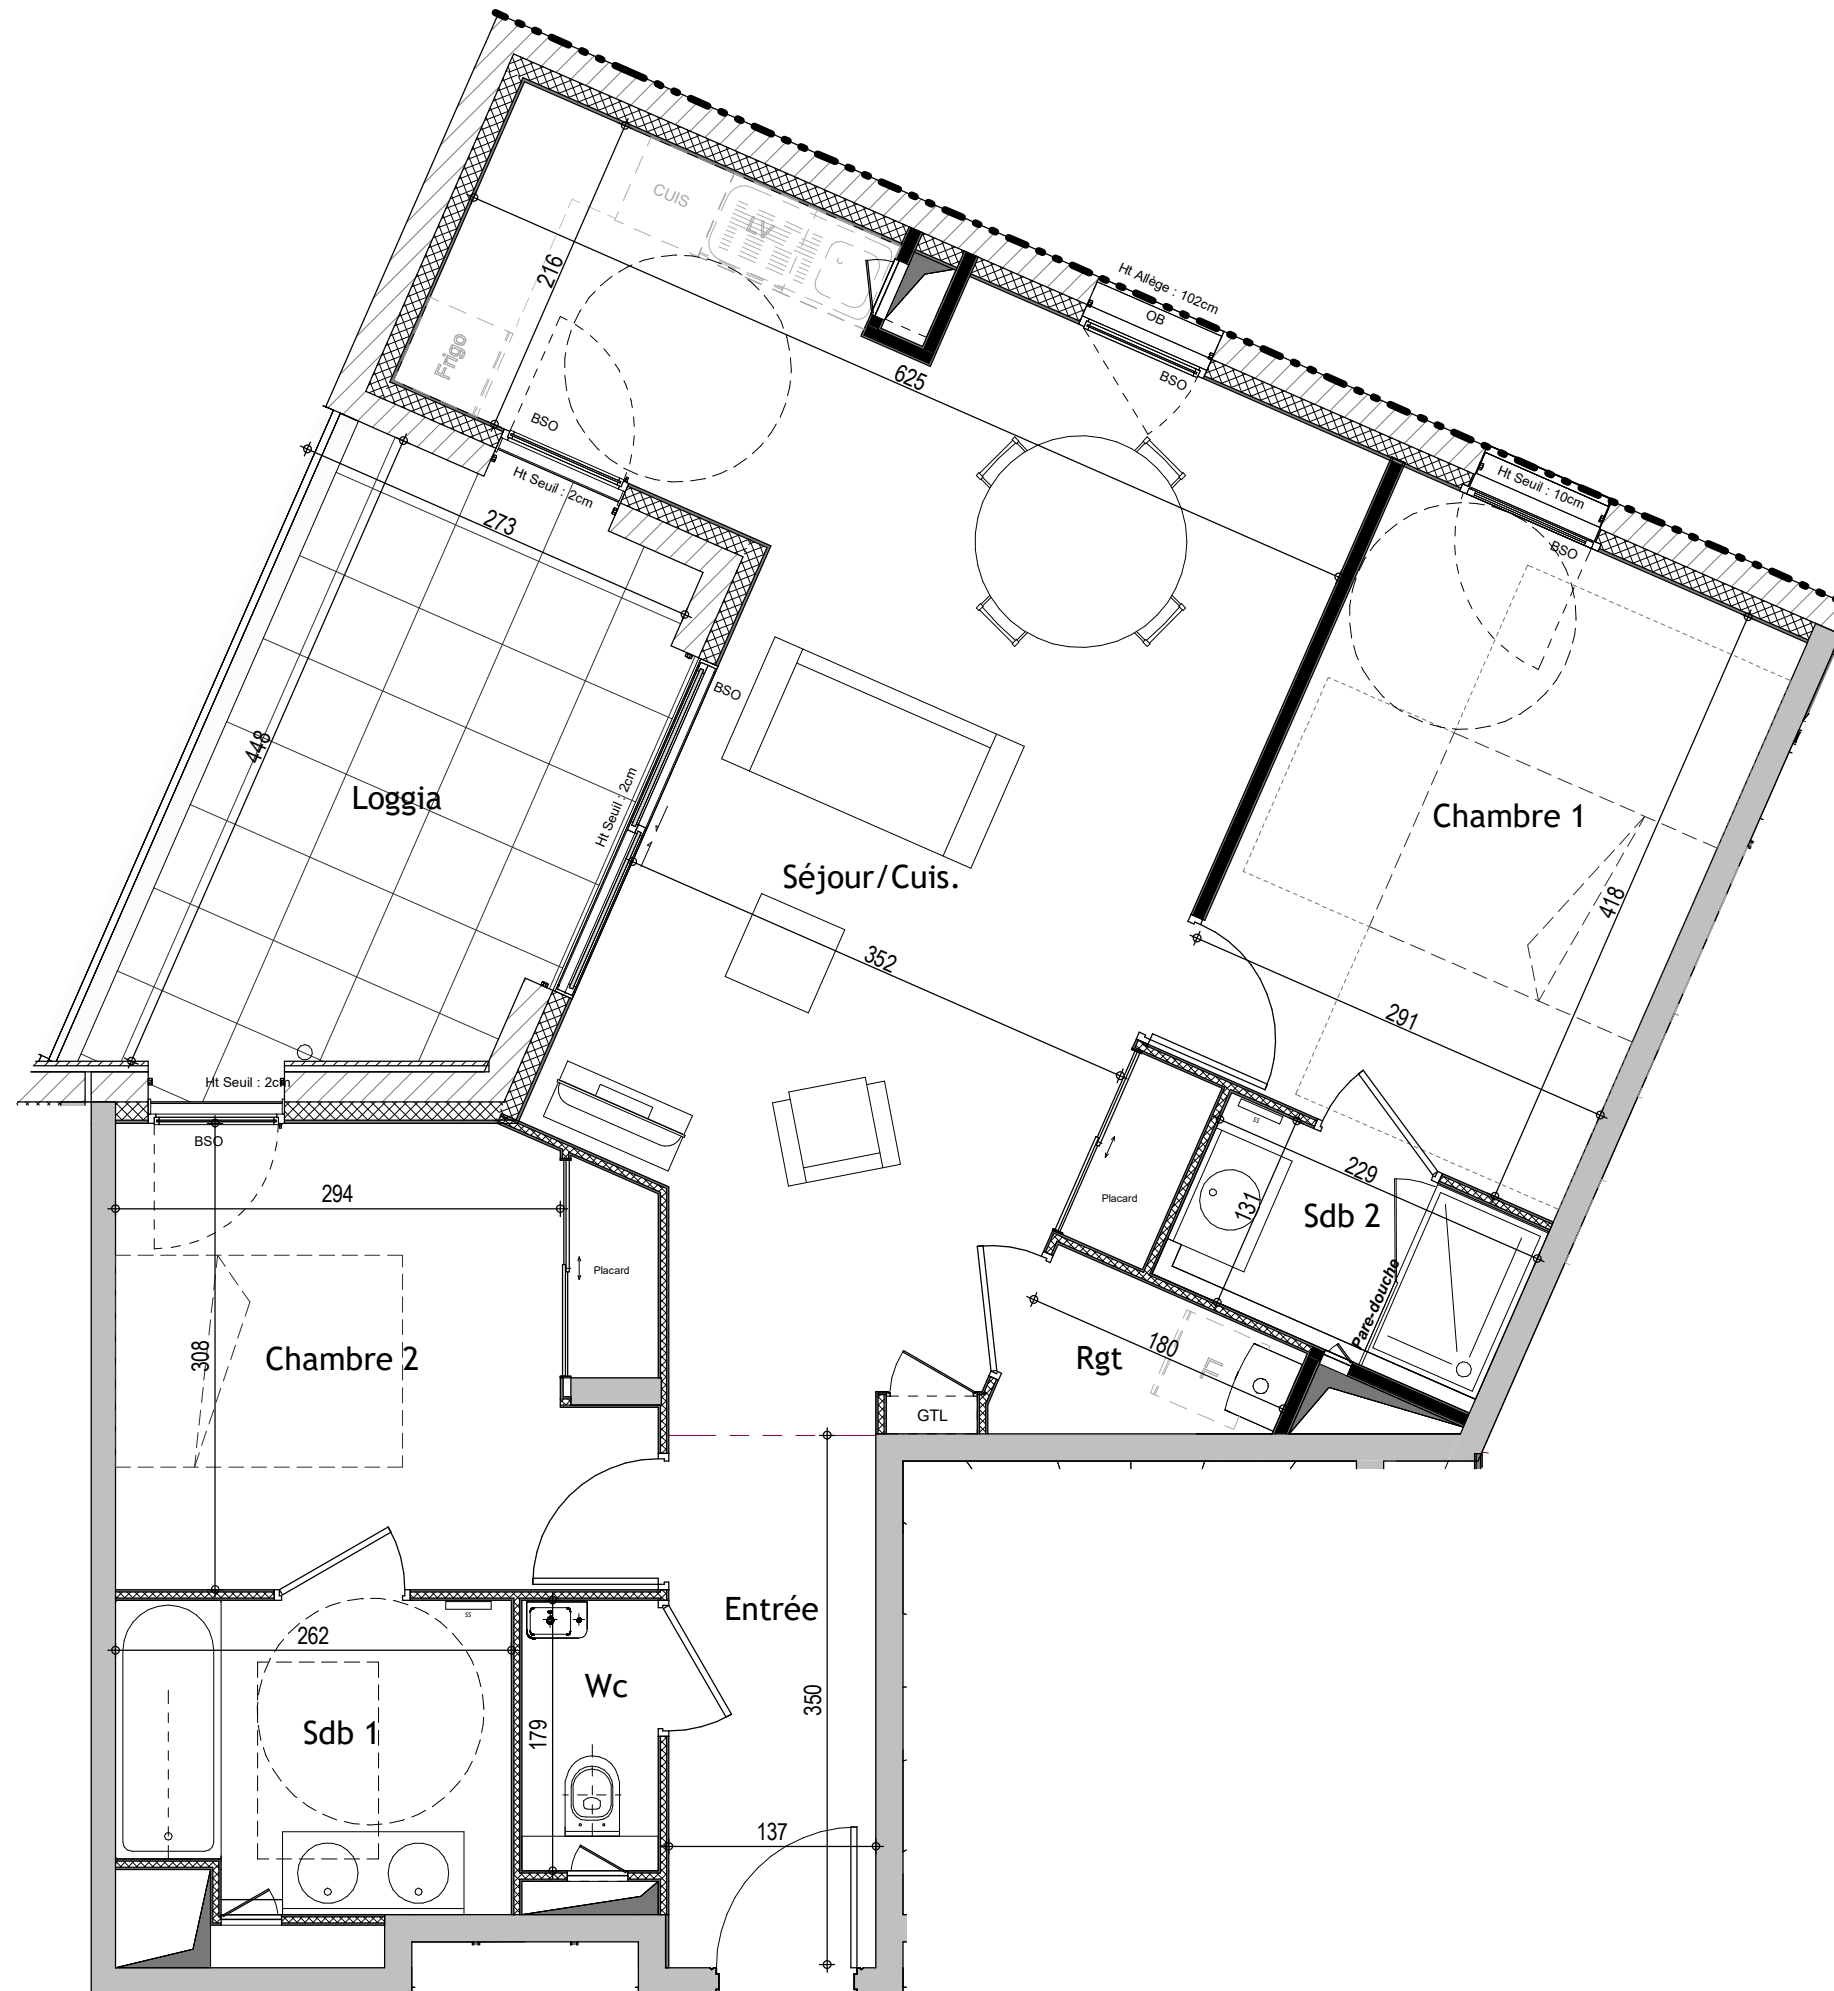 Ht Allège : 102cm
OB
BSO
CUIS
LV
216
Frigo
625
BSO
Ht Seuil : 2cm
Ht Seuil : 10cm
BSO
273
448
Loggia
BSO
Ht Seuil : 2cm
Séjour/Cuis.
352
Chambre 1
418
291
Ht Seuil : 2cm
BSO
294
Placard
308
Chambre 2
Placard
ss
229
131
Sdb 2
Pare-douche
180
Rgt
GTL
Entrée
ss
262
Sdb 1
Wc
179
350
137